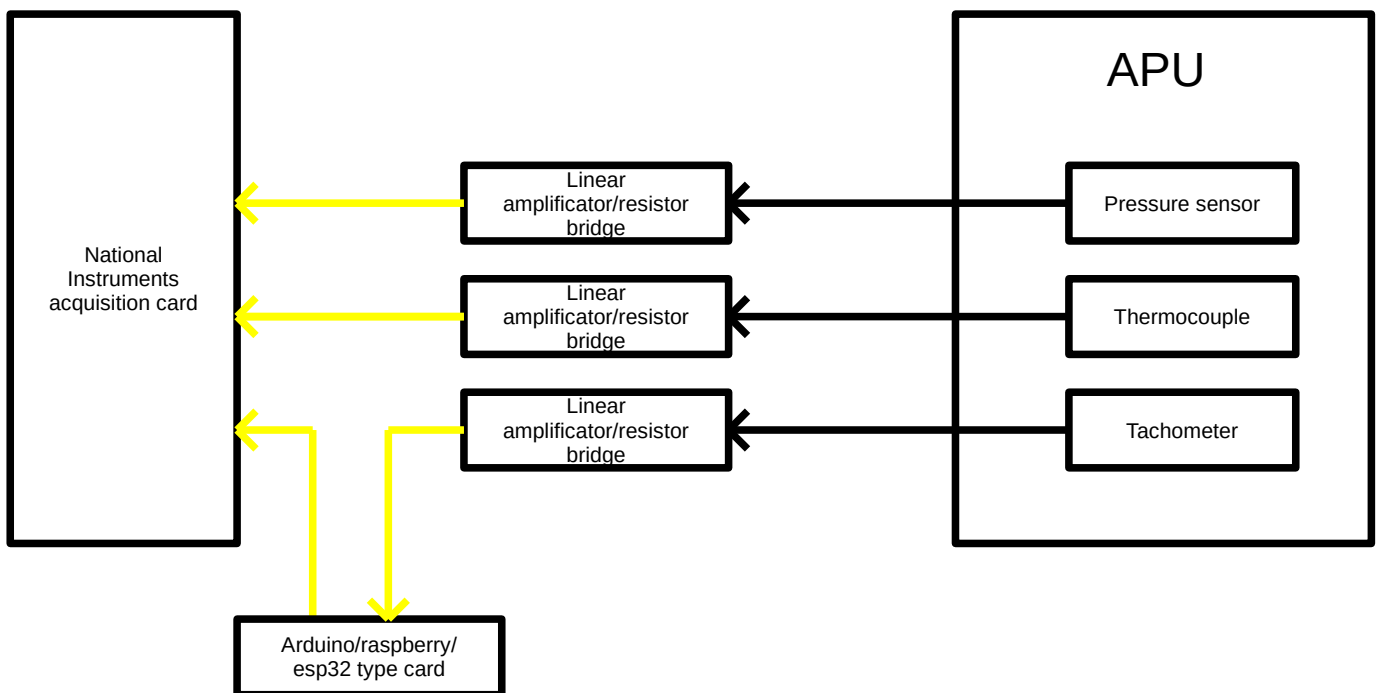 APU
Linear
amplificator/resistor
bridge
Pressure sensor
National
Instruments
acquisition card
Linear
amplificator/resistor
bridge
Thermocouple
Linear
amplificator/resistor
bridge
Tachometer
Arduino/raspberry/
esp32 type card